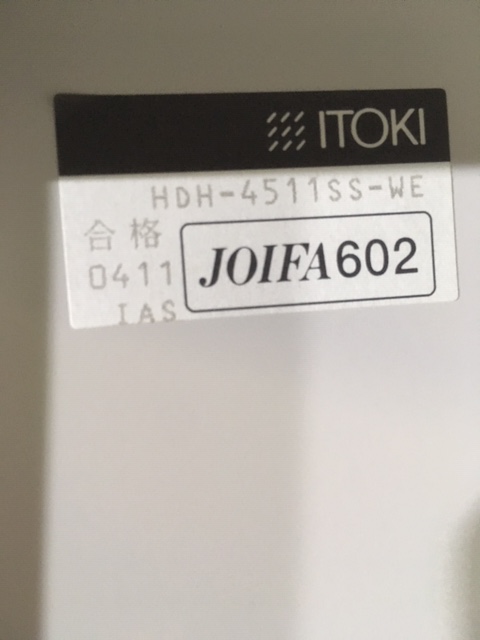 ITOKI
HDH-4511SS-WE
合格
0411
IAS
JOIFA602